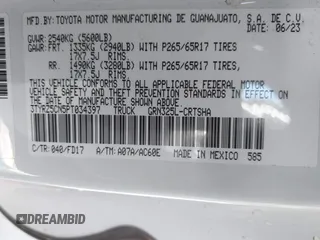 MFD. BY: TOYOTA MOTOR MANUFACTURING DE GUANAJUATO, S.A. DE C.V.
GVWR: 2540KG (5600LB) DATE: 06/23
GAWR:FRT. 1335KG (2940LB) WITH P265/65R17 TIRES
17X7.5J RIMS
RR. 1490KG (3280LB) WITH P265/65R17 TIRES
17X7.5J RIMS
THIS VEHICLE CONFORMS TO ALL APPLICABLE FEDERAL MOTOR
VEHICLE SAFETY AND THEFT PREVENTION STANDARDS IN EFFECT
ON THE DATE OF MANUFACTURE SHOWN ABOVE.
3TYRZ5CN5PT034397 TRUCK GRN325L-CRTSHA
C/TR: 040/FD17 A/TM: A07A/AC60E MADE IN MEXICO 585
STAT.BID